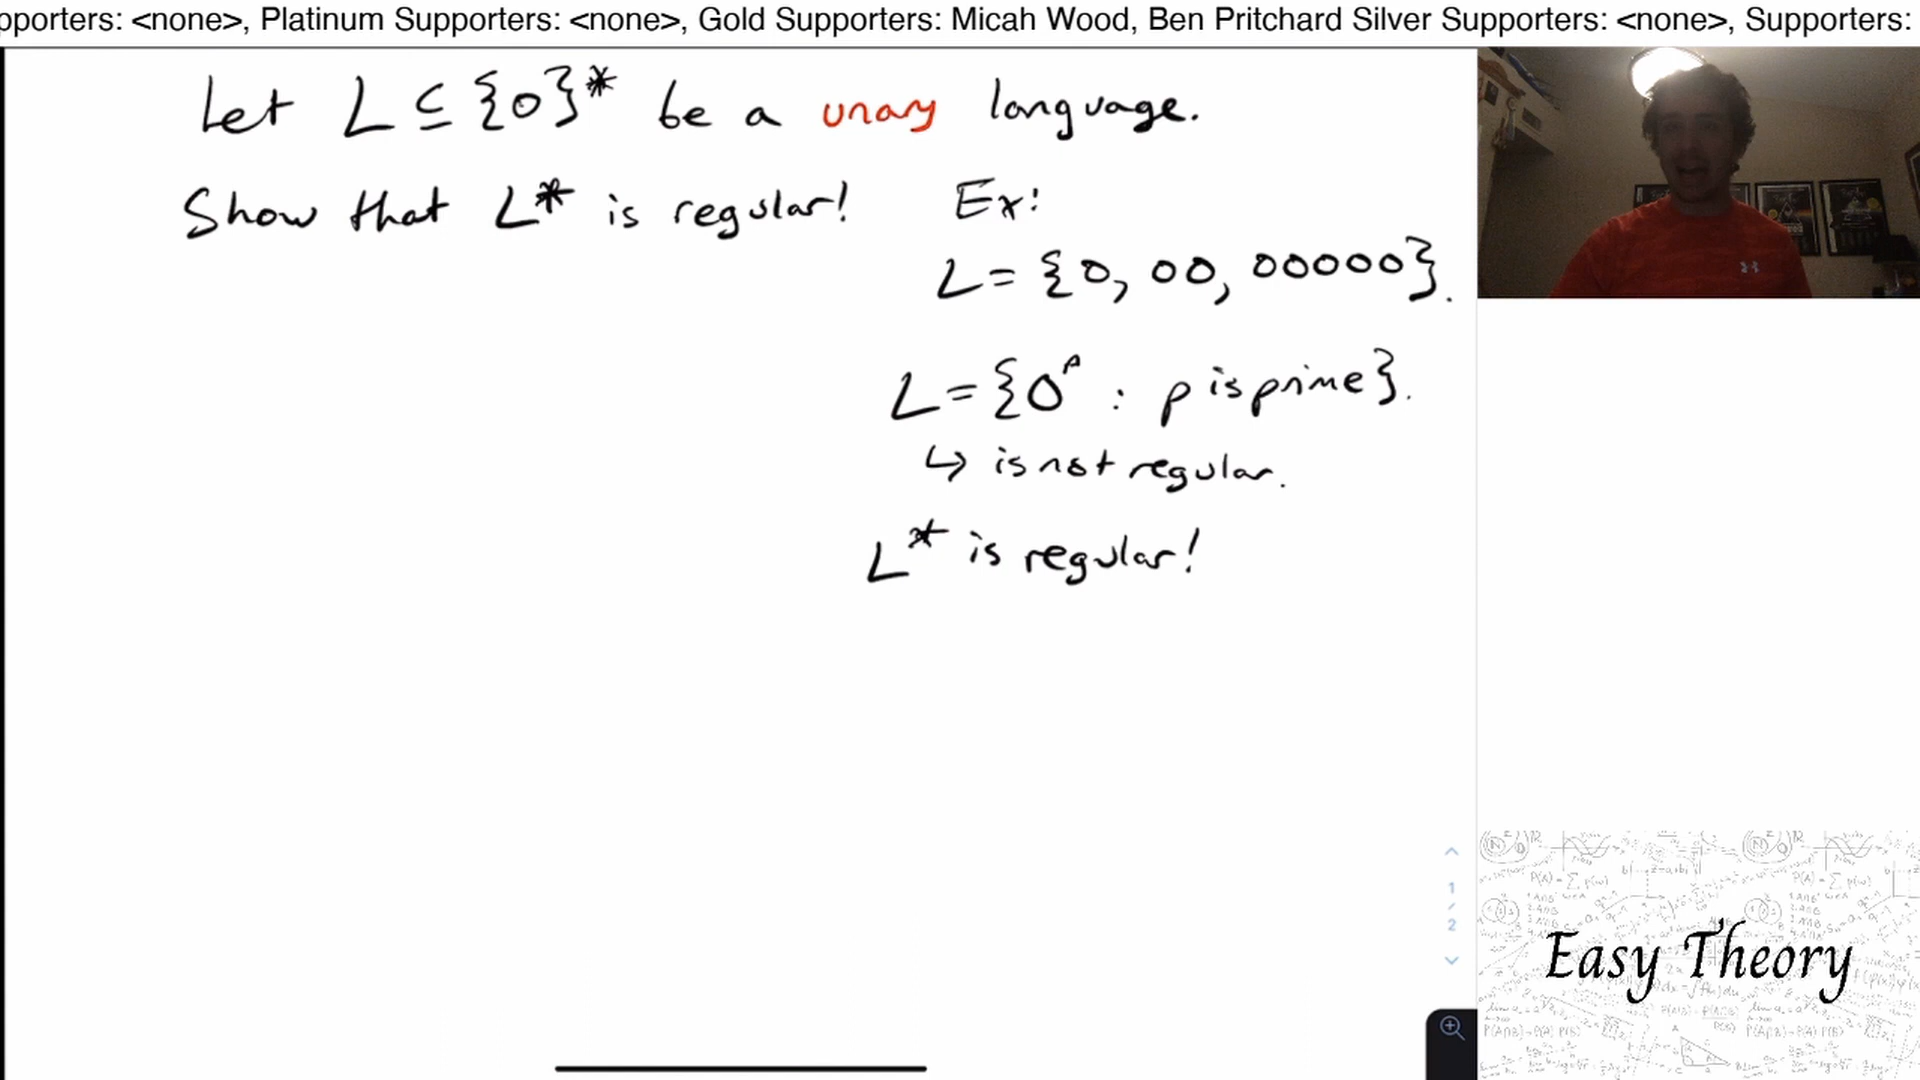 pporters: <none>, Platinum Supporters: <none>, Gold Supporters: Micah Wood, Ben Pritchard Silver Supporters: <none>, Supporters:
Let L ⊆ {0}* be a unary language.
Show that L* is regular!
Ex:
L = {0, 00, 00000}.
L = {0^p : p is prime}.
↳ is not regular.
L* is regular!
1
/
2
Easy Theory